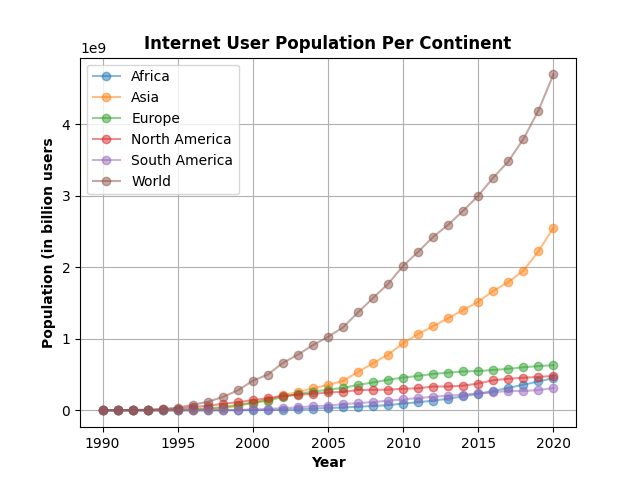 Internet User Population Per Continent
1e9
Africa
Asia
Europe
North America
South America
World
4
3
2
1
0
Population (in billion users
1990 1995 2000 2005 2010 2015 2020
Year